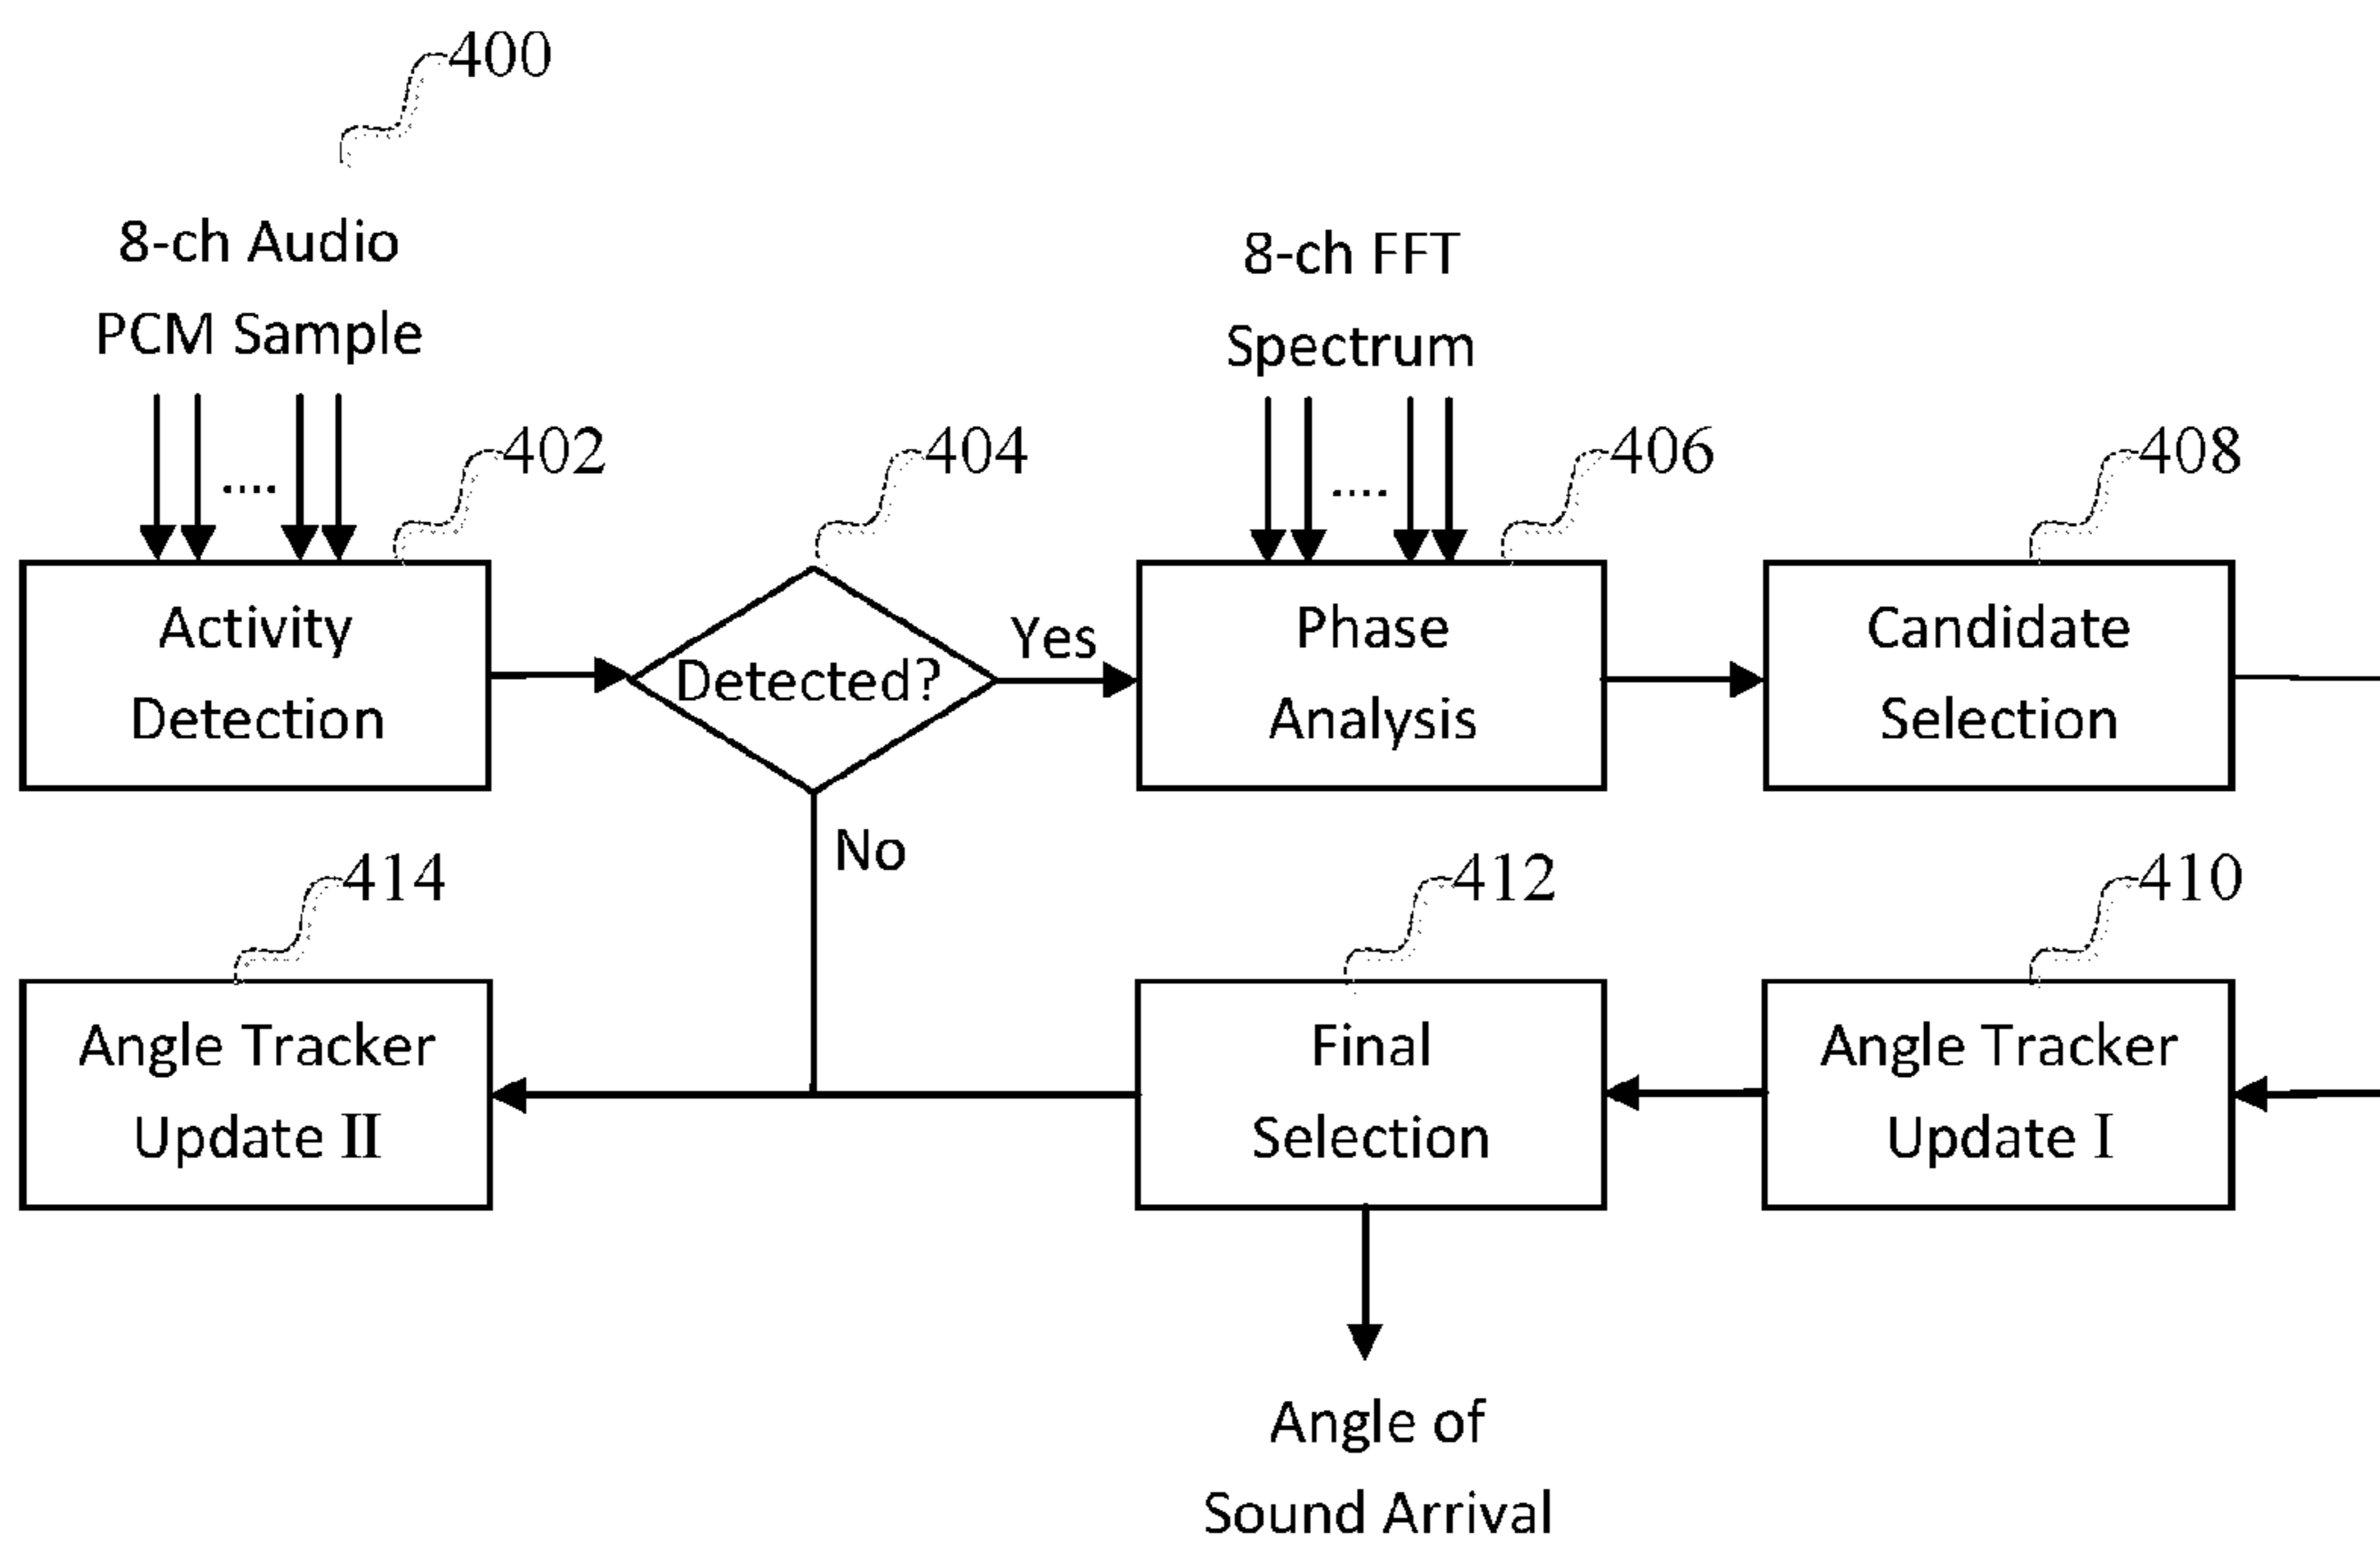 400
8-ch Audio
PCM Sample
8-ch FFT
Spectrum
....
....
402
404
406
408
Activity
Detection
Detected?
Yes
Phase
Analysis
Candidate
Selection
No
414
412
410
Angle Tracker
Update II
Final
Selection
Angle Tracker
Update I
Angle of
Sound Arrival